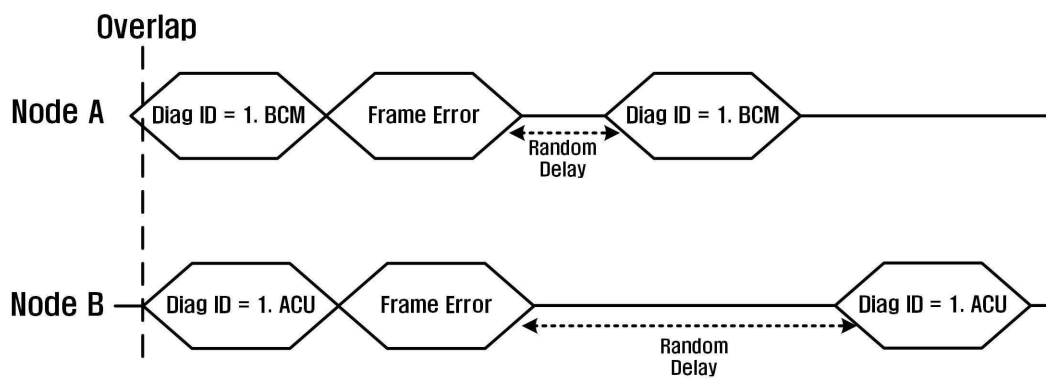 Overlap
Node A
Diag ID = 1. BCM
Frame Error
Diag ID = 1. BCM
Random
Delay
Node B
Diag ID = 1. ACU
Frame Error
Diag ID = 1. ACU
Random
Delay